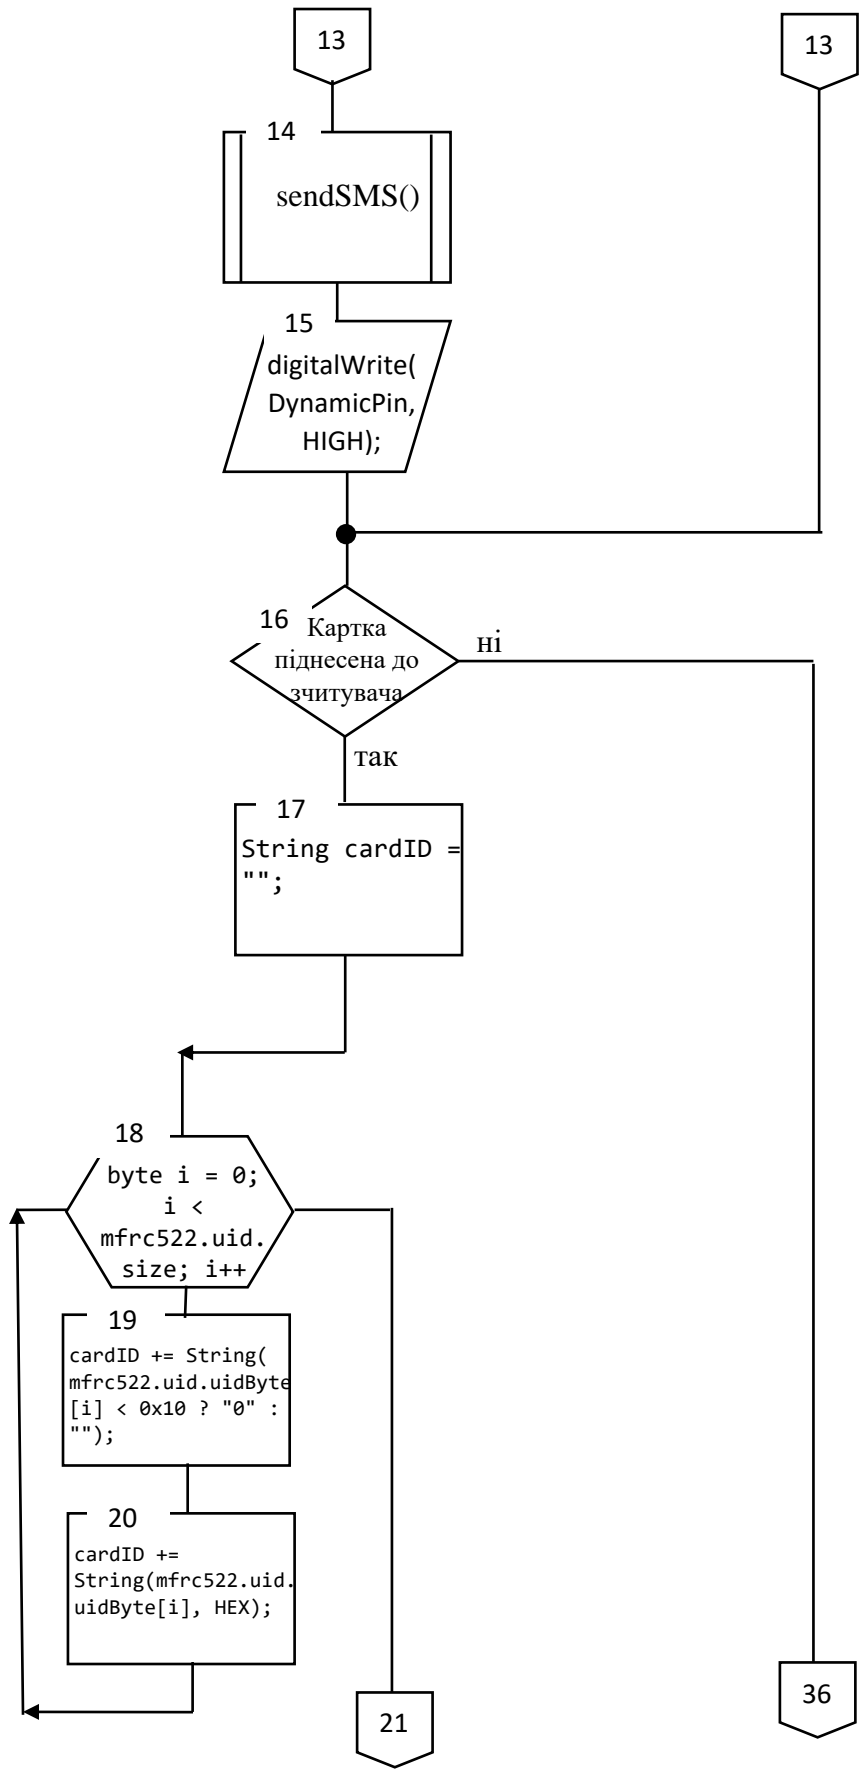 13
13
14
sendSMS()
15
digitalWrite(
DynamicPin,
HIGH);
16
Картка
піднесена до
зчитувача
ні
так
17
String cardID =
"";
18
byte i = 0;
i <
mfrc522.uid.
size; i++
19
cardID += String(
mfrc522.uid.uidByte
[i] < 0x10 ? "0" :
"");
20
cardID +=
String(mfrc522.uid.
uidByte[i], HEX);
36
21